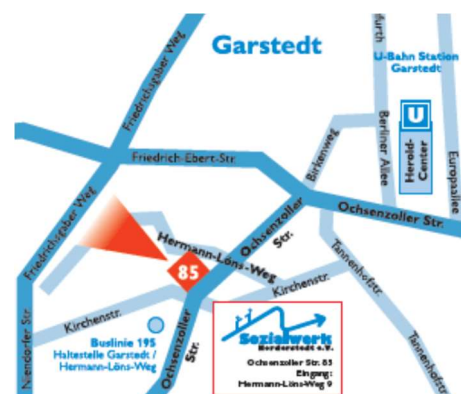 Garstedt
furth
U-Bahn Station
Garstedt
U
Herold-
Center
Berliner Allee
Europaallee
Friedrichsgaber Weg
Friedrich-Ebert-Str.
Birkenweg
Ochsenzoller Str.
Friedrichsgaber Weg
Hermann-Löns-Weg
Ochsenzoller
Str.
85
Tannenhofstr.
Kirchenstr.
Kirchenstr.
Niendorfer Str.
Buslinie 195
Haltestelle Garstedt /
Hermann-Löns-Weg
Ochsenzoller
Str.
Tannenhofstr.
Sozialwerk
Norderstedt e.V.
Ochsenzoller Str. 85
Eingang:
Hermann-Löns-Weg 9